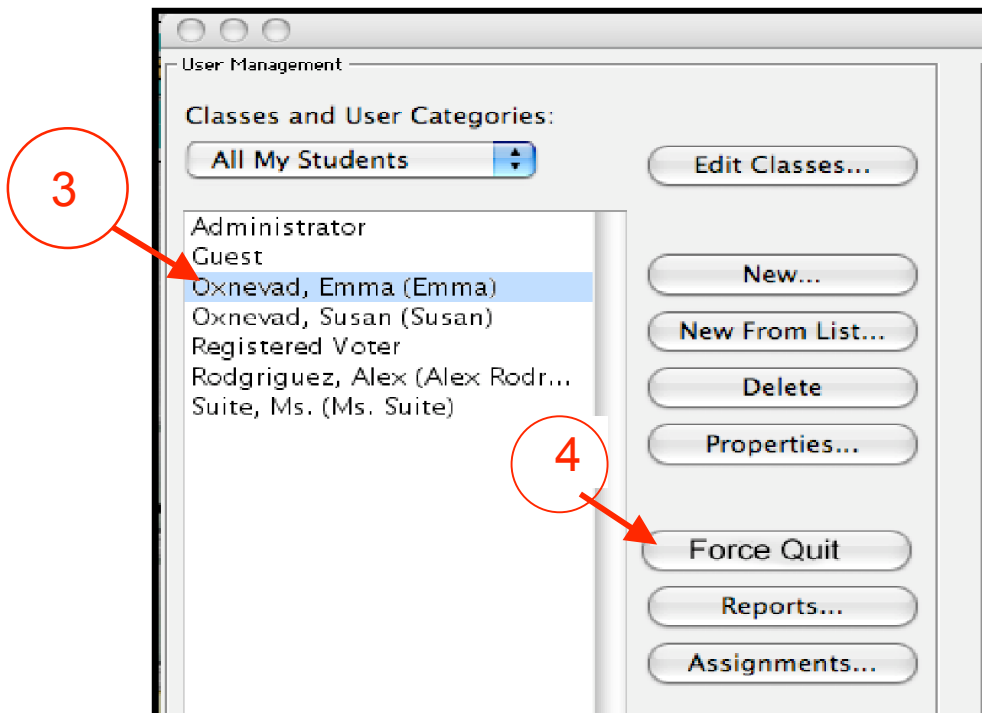 User Management
Classes and User Categories:
All My Students
Edit Classes...
3
Administrator
Guest
Oxnevad, Emma (Emma)
Oxnevad, Susan (Susan)
Registered Voter
Rodgriguez, Alex (Alex Rodr...
Suite, Ms. (Ms. Suite)
New...
New From List...
Delete
Properties...
4
Force Quit
Reports...
Assignments...